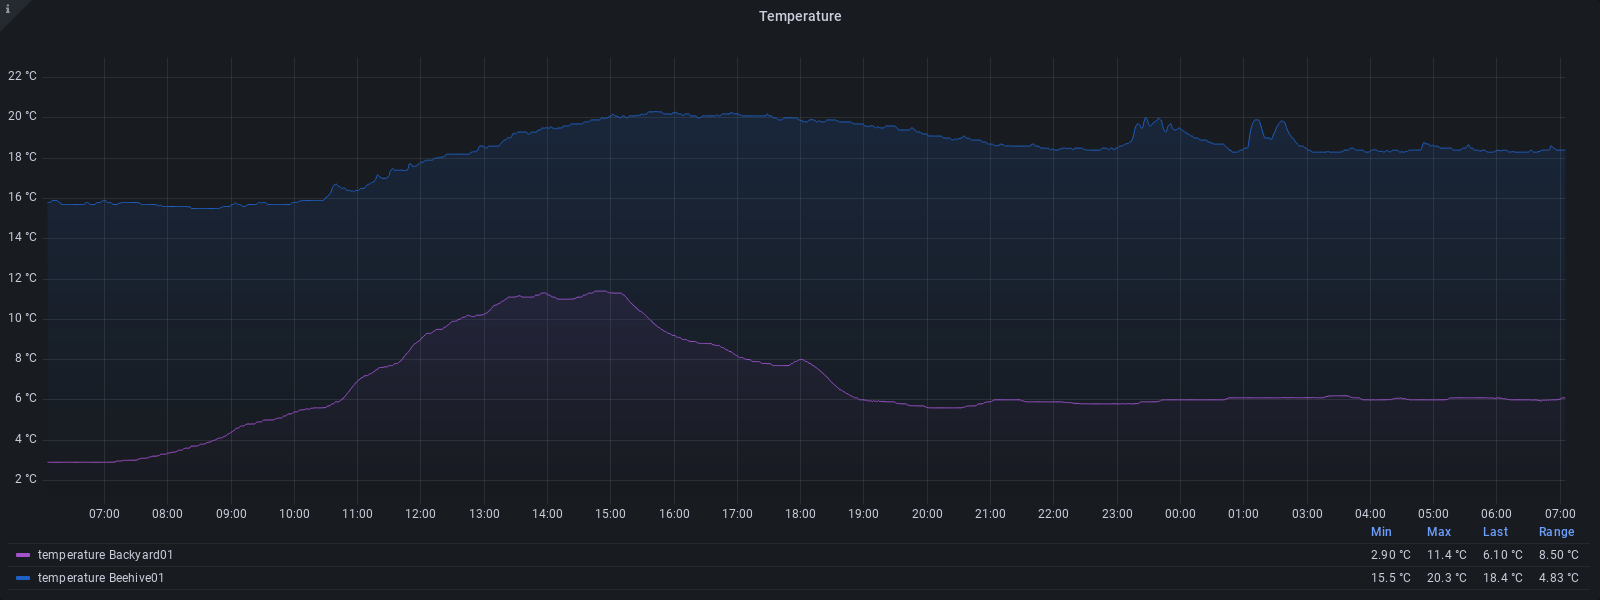 i
Temperature
22 °C
20 °C
18 °C
16 °C
14 °C
12 °C
10 °C
8 °C
6 °C
4 °C
2 °C
07:00 08:00 09:00 10:00 11:00 12:00 13:00 14:00 15:00 16:00 17:00 18:00 19:00 20:00 21:00 22:00 23:00 00:00 01:00 03:00 04:00 05:00 06:00 07:00
Min Max Last Range
temperature Backyard01 2.90 °C 11.4 °C 6.10 °C 8.50 °C
temperature Beehive01 15.5 °C 20.3 °C 18.4 °C 4.83 °C